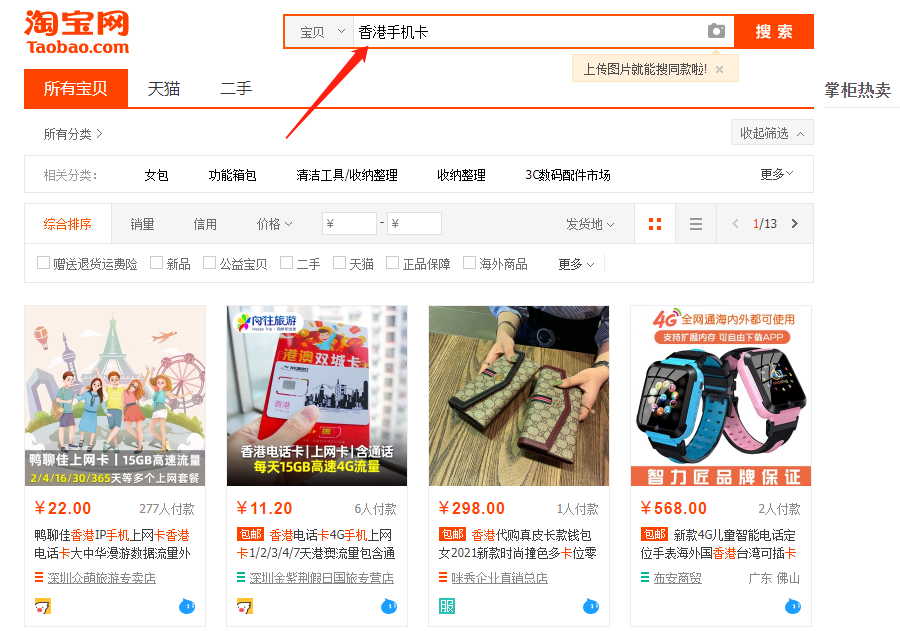 淘宝网
Taobao.com
宝贝 香港手机卡 搜索
上传图片就能搜同款啦! ×
所有宝贝 天猫 二手
掌柜热卖
所有分类 >
收起筛选
相关分类: 女包 功能箱包 清洁工具/收纳整理 收纳整理 3C数码配件市场 更多
综合排序 销量 信用 价格 ¥ - ¥ 发货地 < 1/13 >
赠送退货运费险 新品 公益宝贝 二手 天猫 正品保障 海外商品 更多
鸭聊佳上网卡丨15GB高速流量
2/4/16/30/365天等多个上网套餐
¥22.00 277人付款
鸭聊佳香港IP手机上网卡香港
电话卡大中华漫游数据流量外
深圳众萌旅游专卖店
向往旅游
港澳双城卡
香港
香港电话卡|上网卡|含通话
每天15GB高速4G流量
¥11.20 6人付款
包邮 香港电话卡4G手机上网
卡1/2/3/4/7天港澳流量包含通
深圳金紫荆假日国旅专营店
¥298.00 1人付款
包邮 香港代购真皮长款钱包
女2021新款时尚撞色多卡位零
咪秀企业直销总店
服
4G 全网通海内外都可使用
支持扩展内存 可自由下载APP
智力匠品牌保证
¥568.00 2人付款
包邮 新款4G儿童智能电话定
位手表海外国香港台湾可插卡
布安商贸 广东 佛山